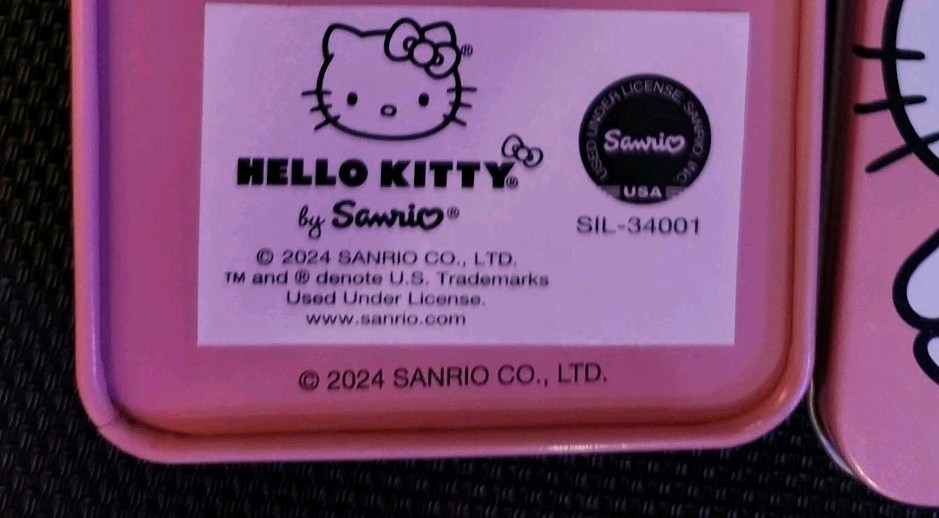 ®
HELLO KITTY®
by Sanrio®
© 2024 SANRIO CO., LTD.
TM and ® denote U.S. Trademarks
Used Under License.
www.sanrio.com
USED UNDER LICENSE, SANRIO INC.
Sanrio
USA
SIL-34001
© 2024 SANRIO CO., LTD.